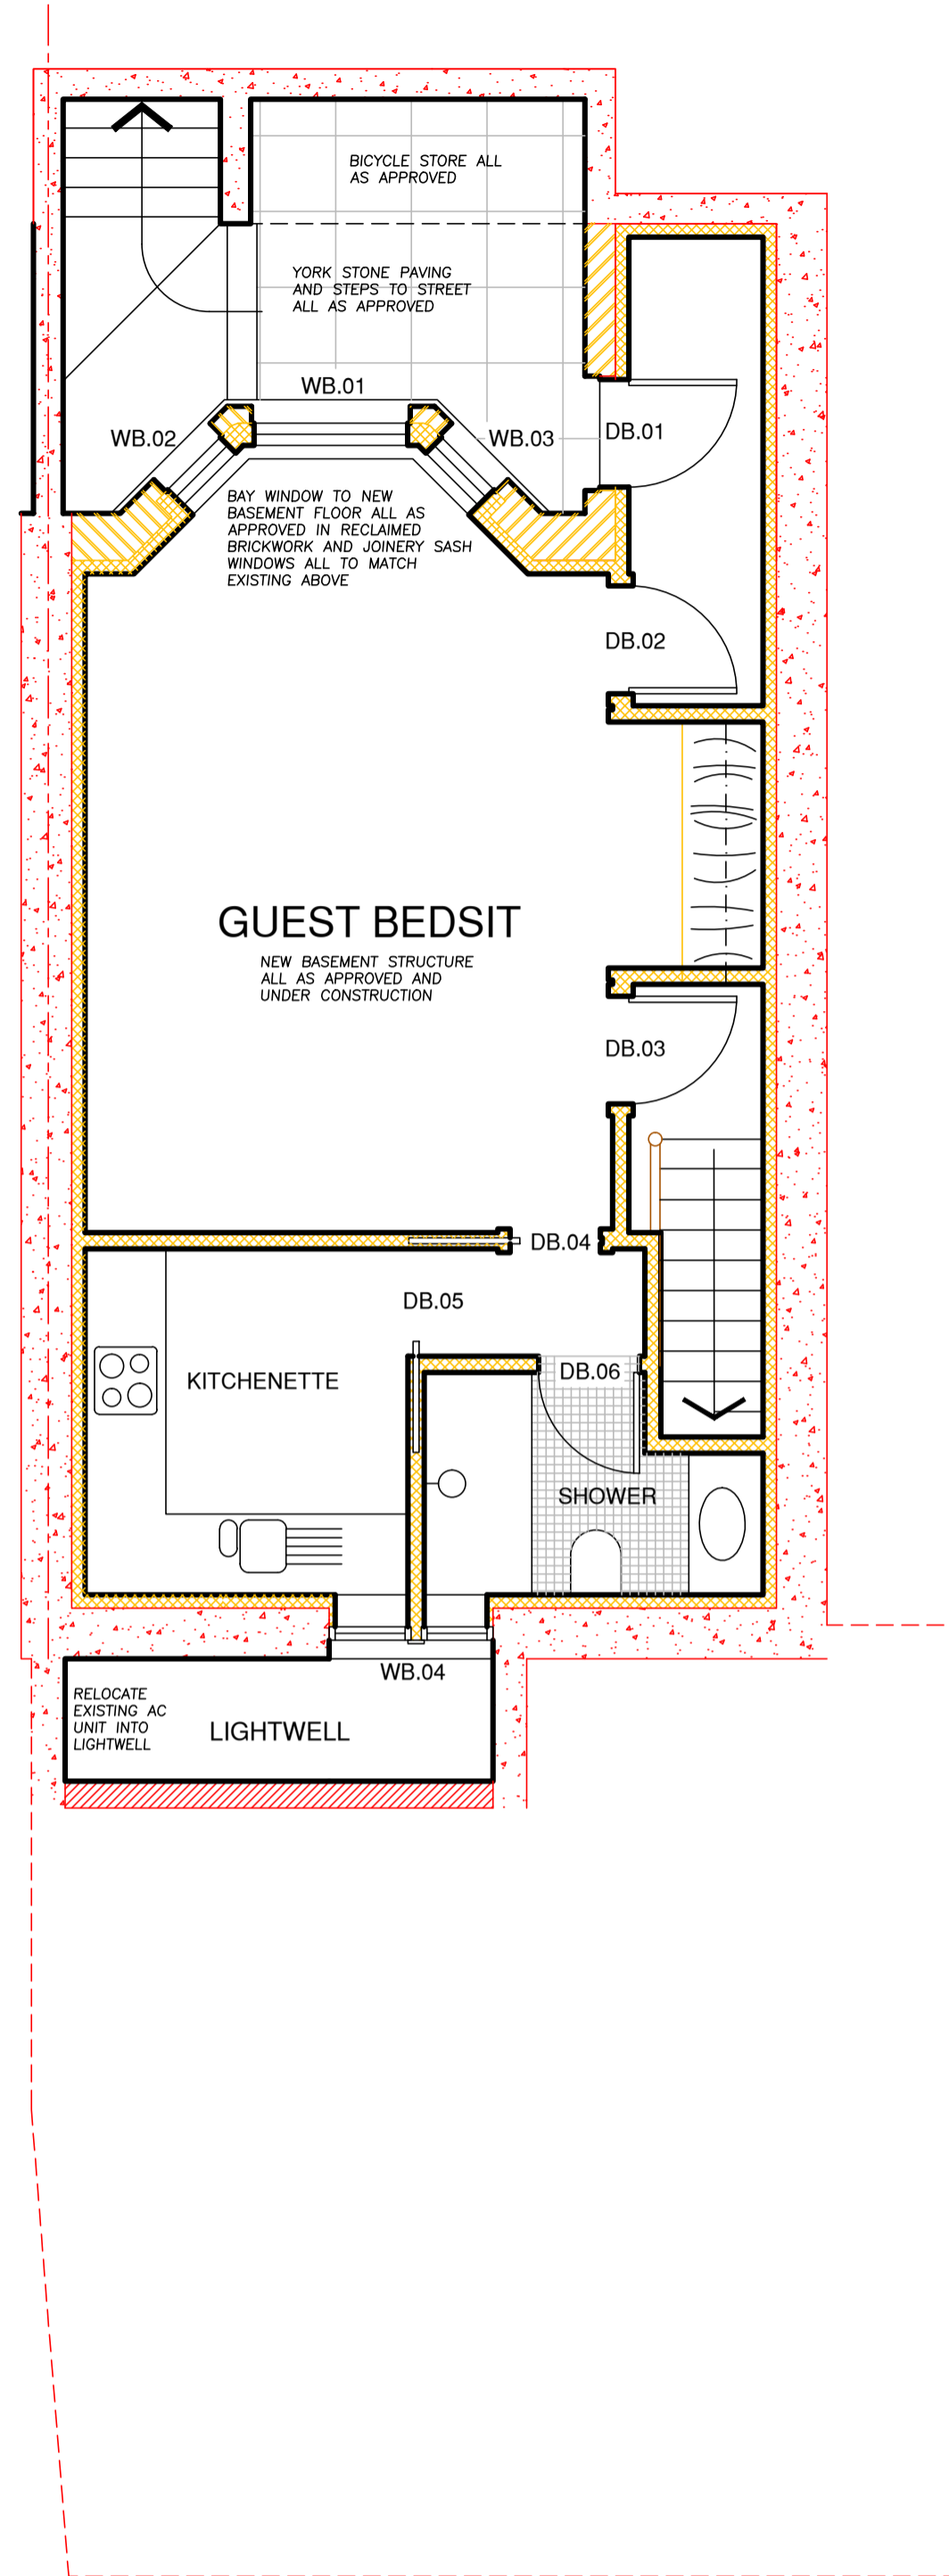 BICYCLE STORE ALL
AS APPROVED
YORK STONE PAVING
AND STEPS TO STREET
ALL AS APPROVED
WB.01
WB.02
WB.03
DB.01
BAY WINDOW TO NEW
BASEMENT FLOOR ALL AS
APPROVED IN RECLAIMED
BRICKWORK AND JOINERY SASH
WINDOWS ALL TO MATCH
EXISTING ABOVE
DB.02
GUEST BEDSIT
NEW BASEMENT STRUCTURE
ALL AS APPROVED AND
UNDER CONSTRUCTION
DB.03
DB.04
DB.05
DB.06
KITCHENETTE
SHOWER
WB.04
RELOCATE
EXISTING AC
UNIT INTO
LIGHTWELL
LIGHTWELL